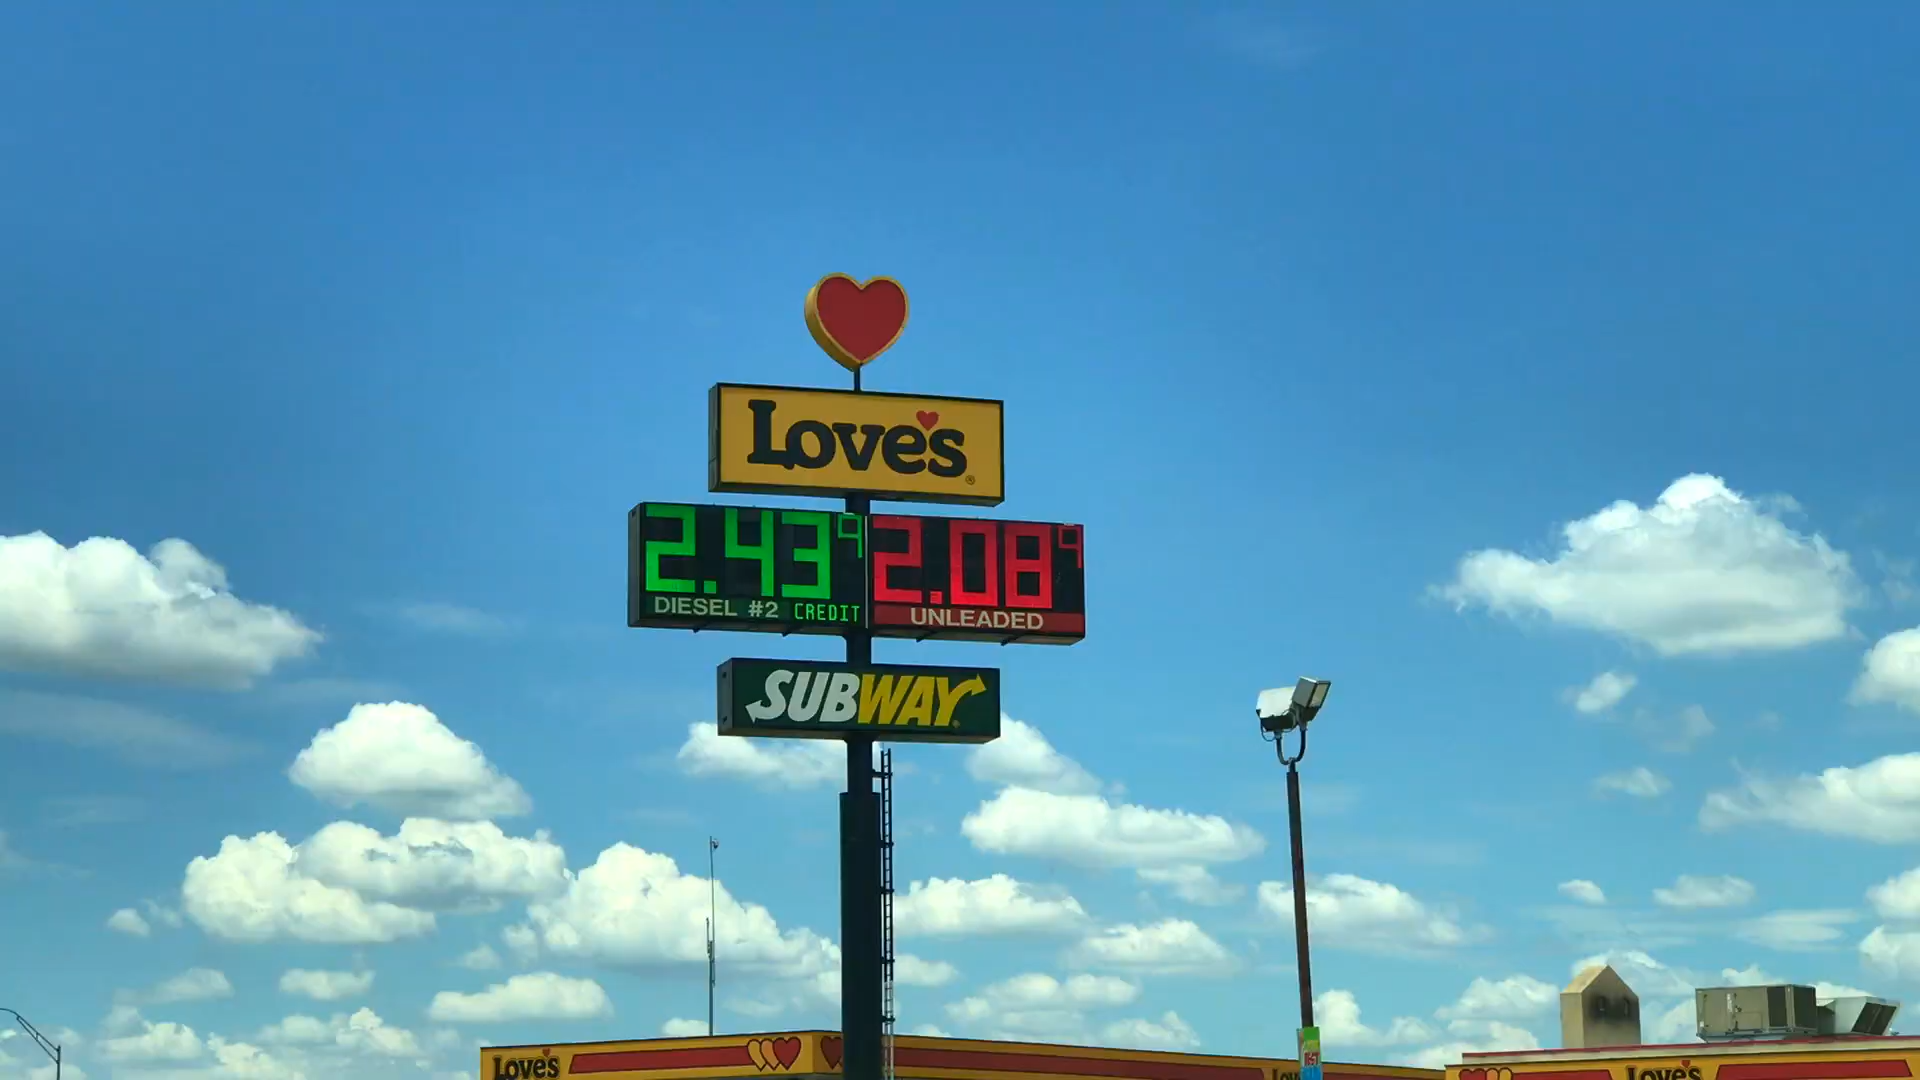 Love's®
2.43⁹ 2.08⁹
DIESEL #2 CREDIT UNLEADED
SUBWAY
Love's
Love's